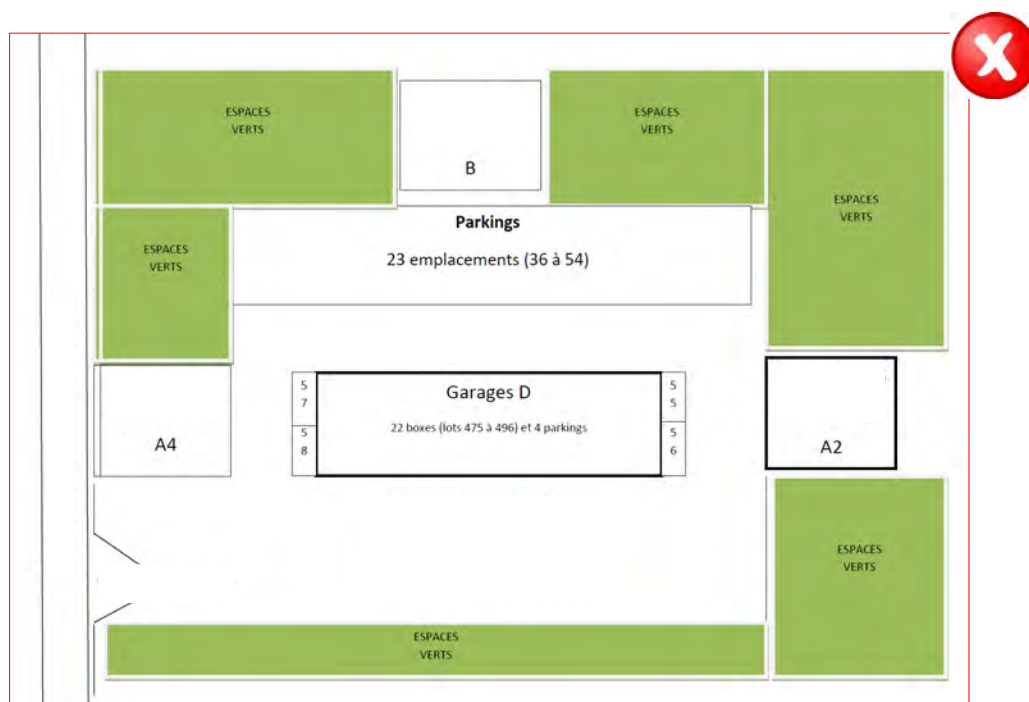 X
ESPACES
VERTS
B
ESPACES
VERTS
ESPACES
VERTS
Parkings
23 emplacements (36 à 54)
ESPACES
VERTS
5
7
5
8
Garages D
22 boxes (lots 475 à 496) et 4 parkings
5
5
5
6
A4
A2
ESPACES
VERTS
ESPACES
VERTS